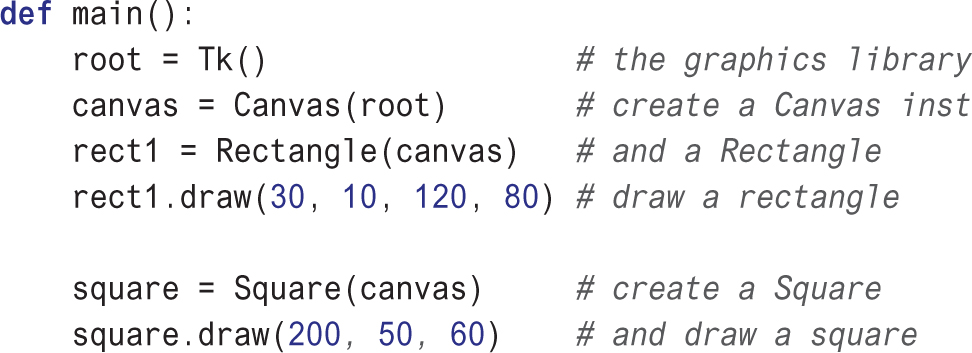 def main():
    root = Tk()                 # the graphics library
    canvas = Canvas(root)       # create a Canvas inst
    rect1 = Rectangle(canvas)   # and a Rectangle
    rect1.draw(30, 10, 120, 80) # draw a rectangle

    square = Square(canvas)     # create a Square
    square.draw(200, 50, 60)    # and draw a square